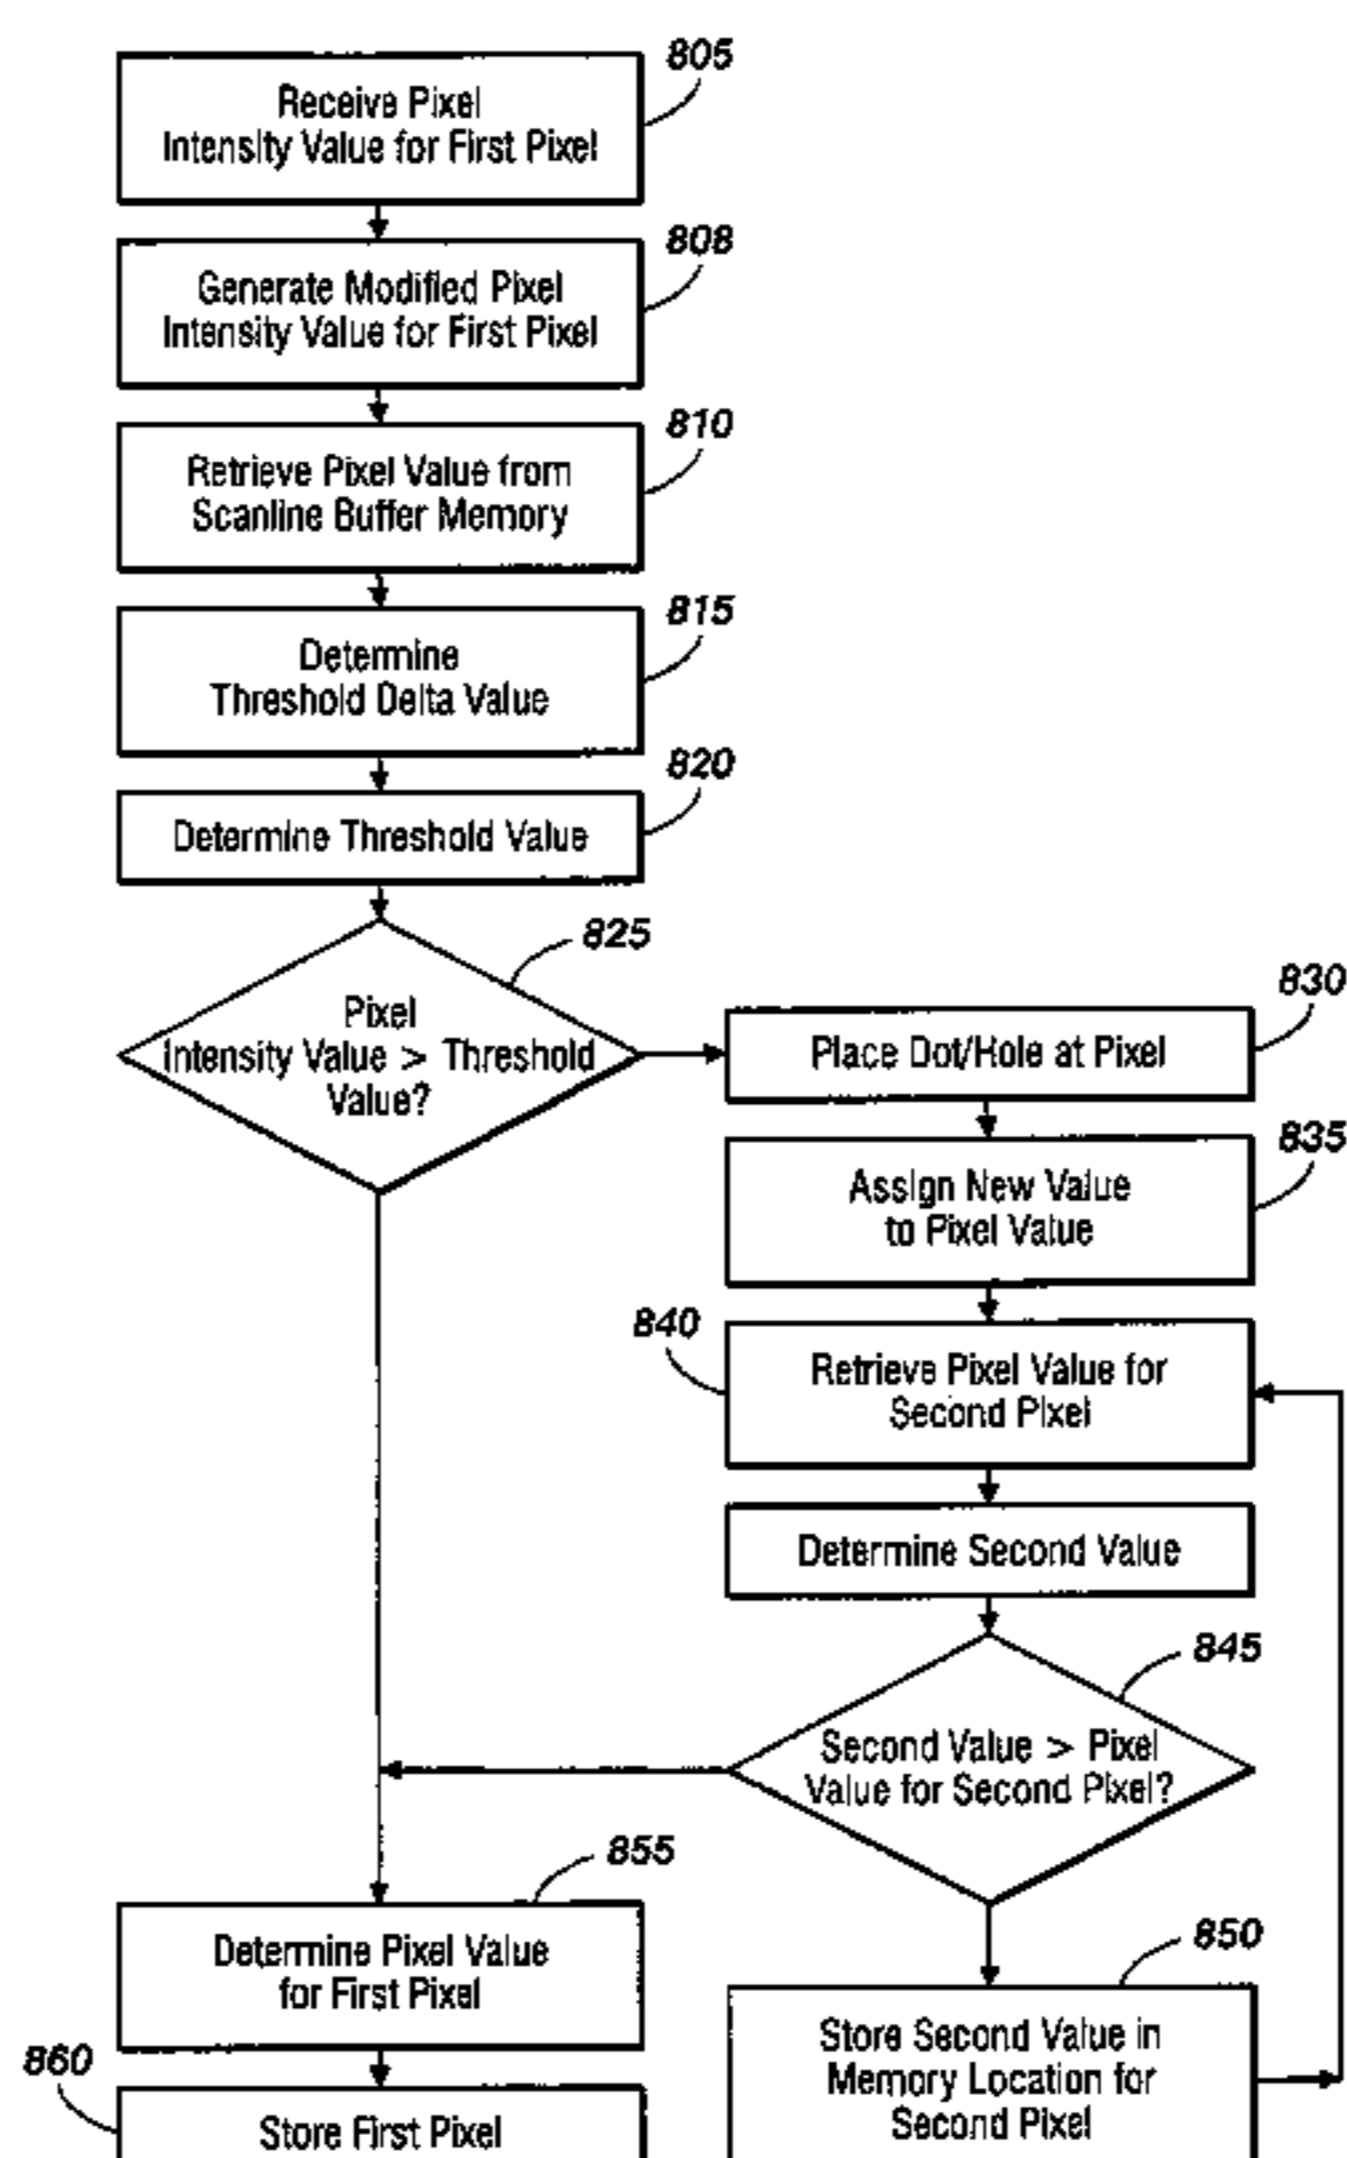 805
Receive Pixel
Intensity Value for First Pixel
808
Generate Modified Pixel
Intensity Value for First Pixel
810
Retrieve Pixel Value from
Scanline Buffer Memory
815
Determine
Threshold Delta Value
820
Determine Threshold Value
825
Pixel
Intensity Value > Threshold
Value?
830
Place Dot/Hole at Pixel
835
Assign New Value
to Pixel Value
840
Retrieve Pixel Value for
Second Pixel
Determine Second Value
845
Second Value > Pixel
Value for Second Pixel?
850
Store Second Value in
Memory Location for
Second Pixel
855
Determine Pixel Value
for First Pixel
860
Store First Pixel